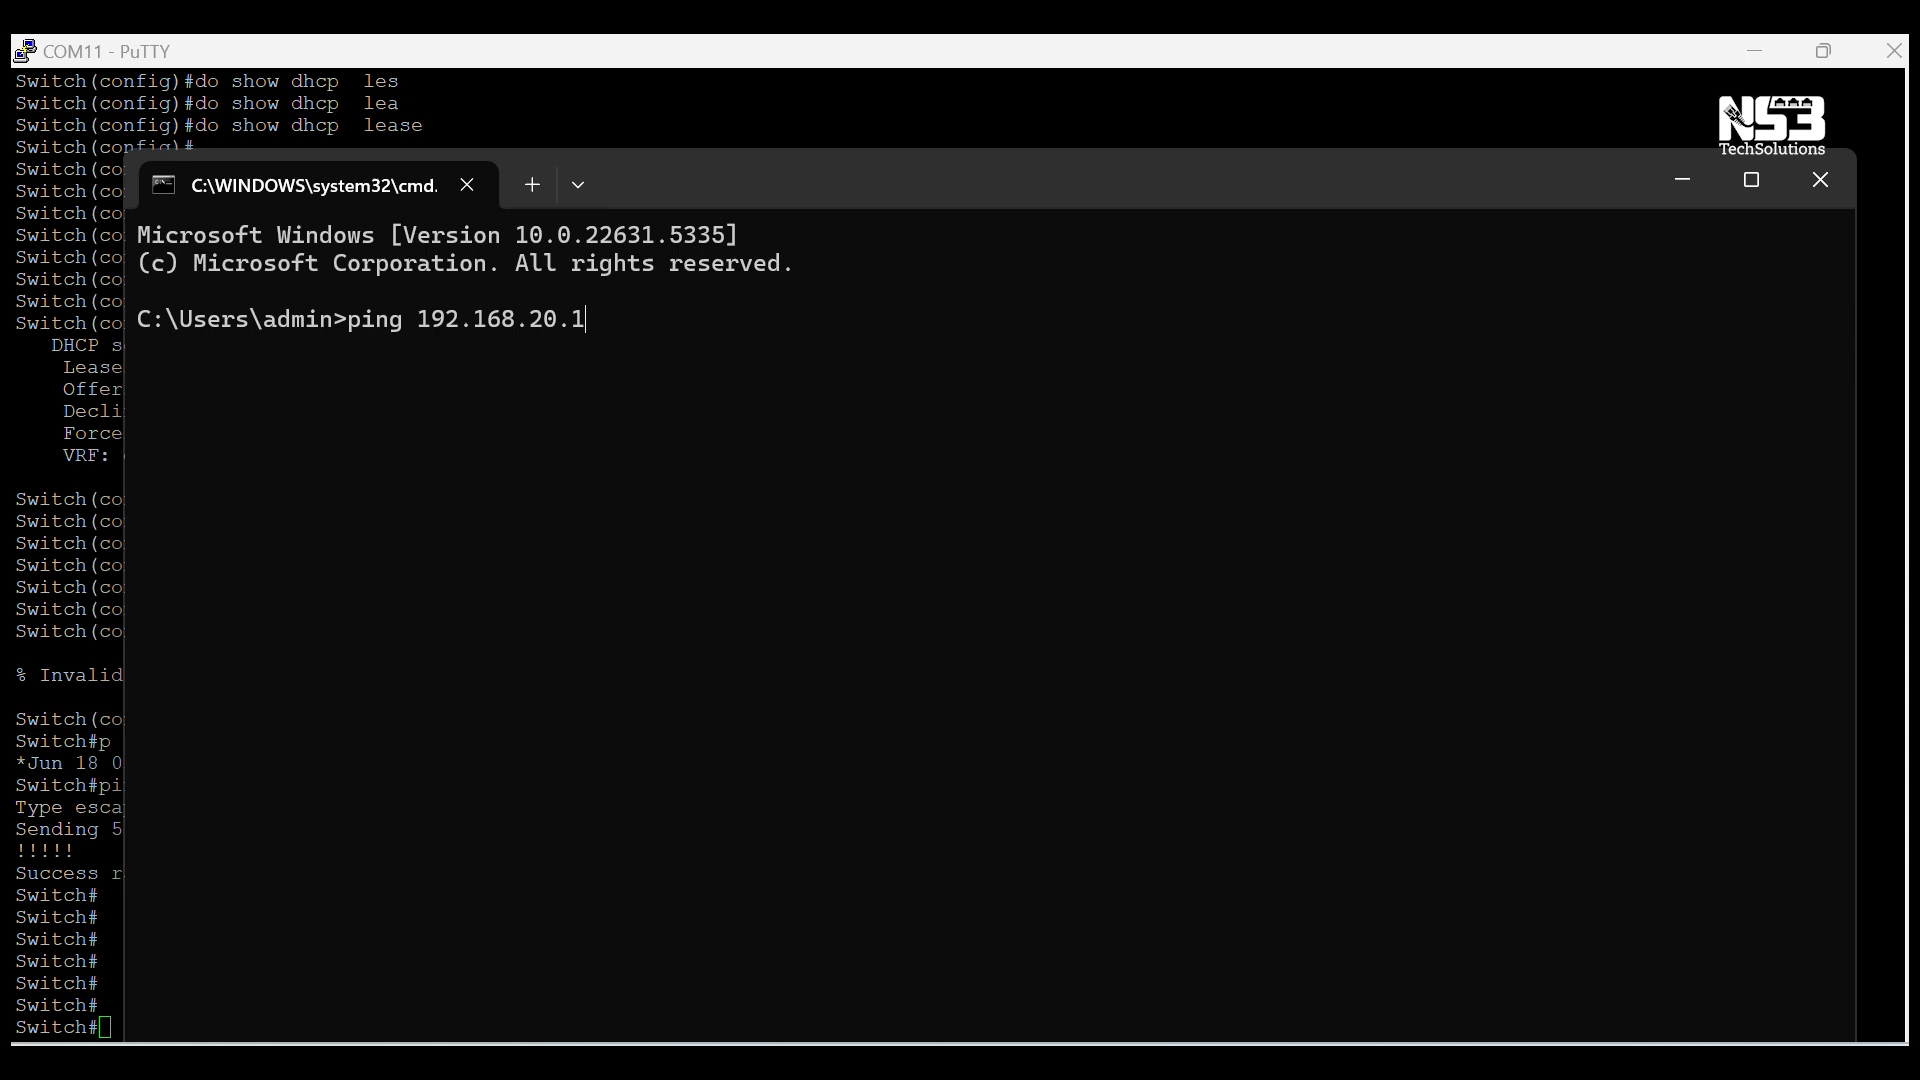 COM11 - PuTTY
Switch(config)#do show dhcp  les
Switch(config)#do show dhcp  lea
Switch(config)#do show dhcp  lease
Switch(config)#
Switch(co
Switch(co
Switch(co
Switch(co
Switch(co
Switch(co
Switch(co
Switch(co
DHCP s
Lease
Offer
Decli
Force
VRF:
Switch(co
Switch(co
Switch(co
Switch(co
Switch(co
Switch(co
Switch(co
% Invalid
Switch(co
Switch#p
*Jun 18 0
Switch#pi
Type esca
Sending 5
!!!!!
Success r
Switch#
Switch#
Switch#
Switch#
Switch#
Switch#
Switch#
NS3
TechSolutions
C:\WINDOWS\system32\cmd.
Microsoft Windows [Version 10.0.22631.5335]
(c) Microsoft Corporation. All rights reserved.
C:\Users\admin>ping 192.168.20.1